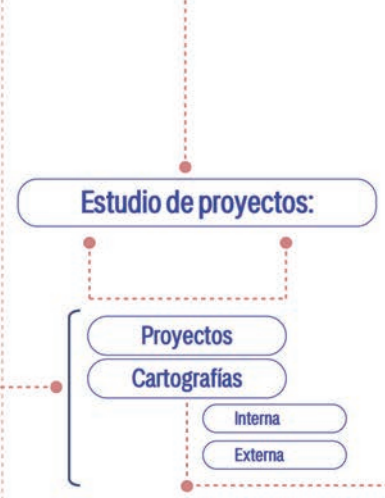 Estudio de proyectos:
Proyectos
Cartografías
Interna
Externa